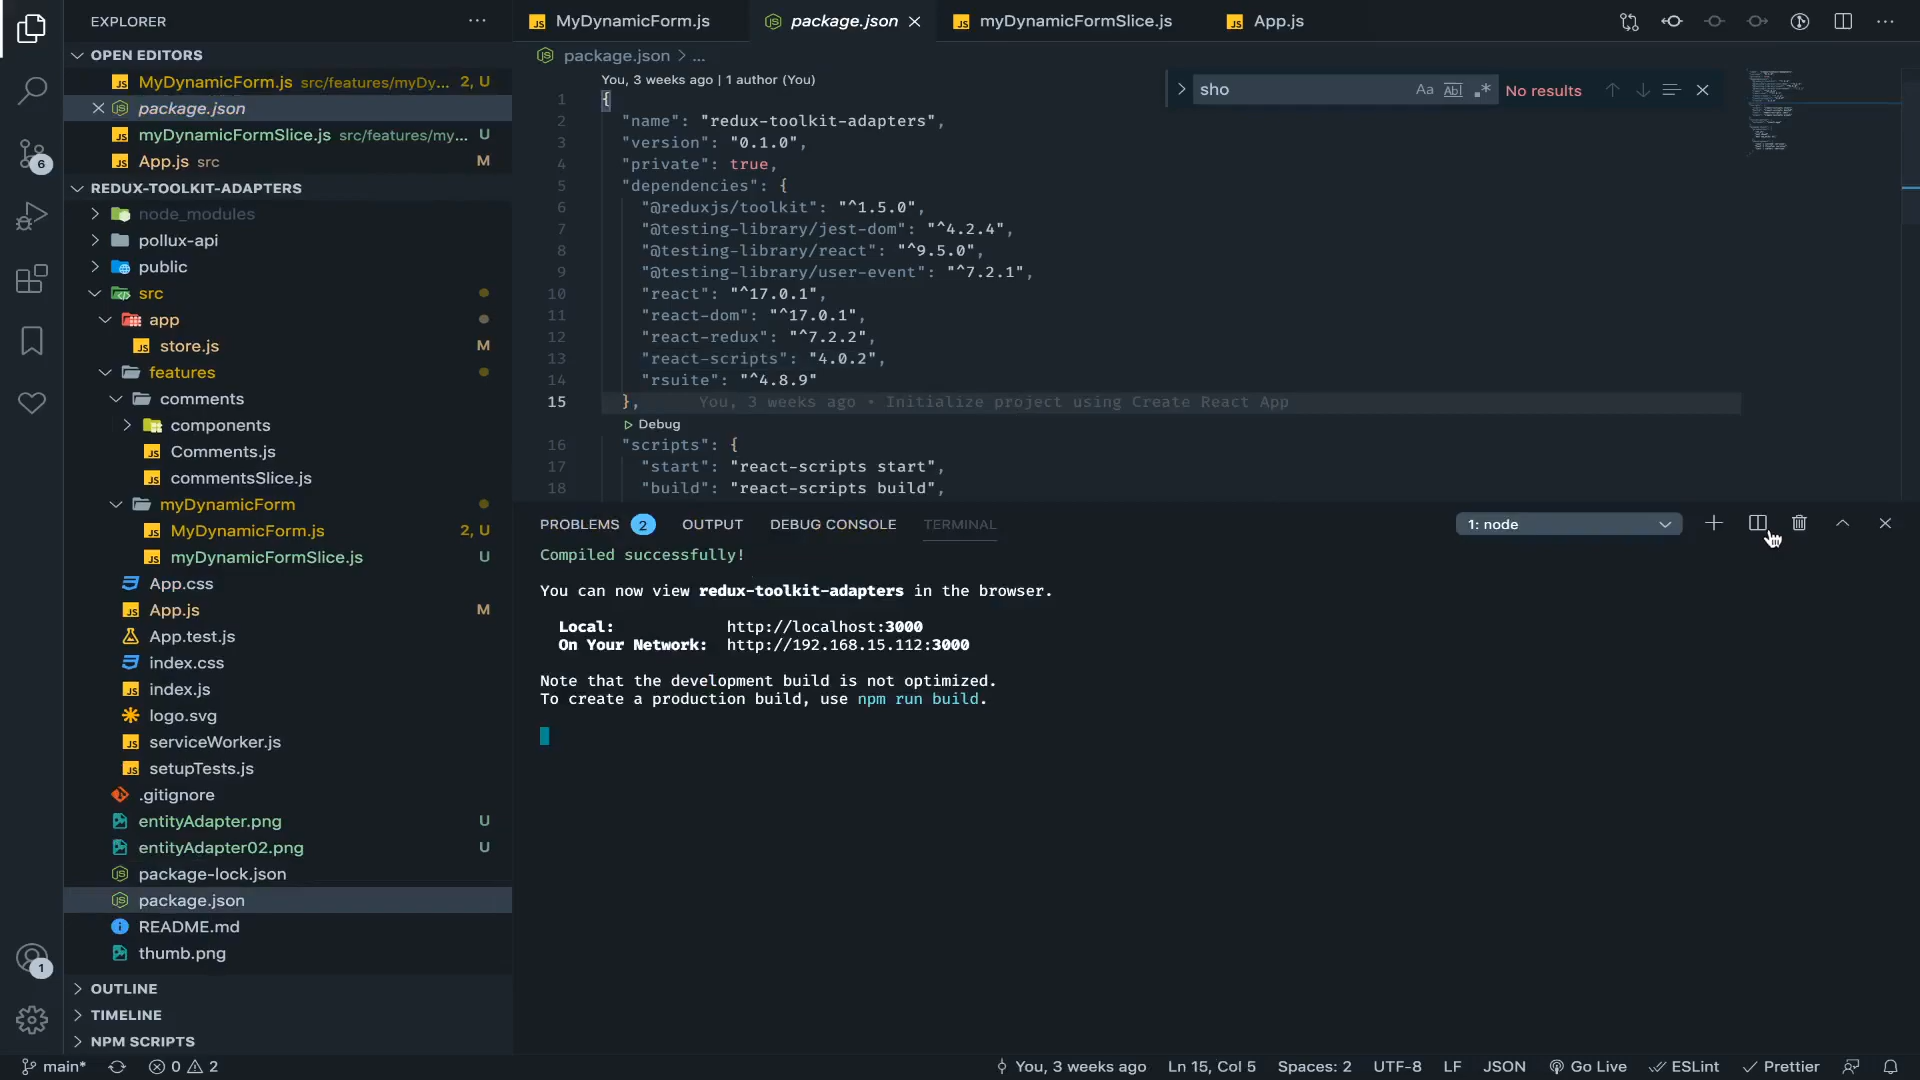 EXPLORER
OPEN EDITORS
MyDynamicForm.js src/features/myDy... 2, U
package.json
myDynamicFormSlice.js src/features/my... U
App.js src M
REDUX-TOOLKIT-ADAPTERS
node_modules
pollux-api
public
src
app
store.js M
features
comments
components
Comments.js
commentsSlice.js
myDynamicForm
MyDynamicForm.js 2, U
myDynamicFormSlice.js U
App.css
App.js M
App.test.js
index.css
index.js
logo.svg
serviceWorker.js
setupTests.js
.gitignore
entityAdapter.png U
entityAdapter02.png U
package-lock.json
package.json
README.md
thumb.png
OUTLINE
TIMELINE
NPM SCRIPTS
6
1
MyDynamicForm.js package.json myDynamicFormSlice.js App.js
package.json > ...
You, 3 weeks ago | 1 author (You)
sho Aa Abl .* No results
1 {
2 "name": "redux-toolkit-adapters",
3 "version": "0.1.0",
4 "private": true,
5 "dependencies": {
6 "@reduxjs/toolkit": "^1.5.0",
7 "@testing-library/jest-dom": "^4.2.4",
8 "@testing-library/react": "^9.5.0",
9 "@testing-library/user-event": "^7.2.1",
10 "react": "^17.0.1",
11 "react-dom": "^17.0.1",
12 "react-redux": "^7.2.2",
13 "react-scripts": "4.0.2",
14 "rsuite": "^4.8.9"
15 }, You, 3 weeks ago • Initialize project using Create React App
Debug
16 "scripts": {
17 "start": "react-scripts start",
18 "build": "react-scripts build",
PROBLEMS 2 OUTPUT DEBUG CONSOLE TERMINAL 1: node
Compiled successfully!
You can now view redux-toolkit-adapters in the browser.
Local: http://localhost:3000
On Your Network: http://192.168.15.112:3000
Note that the development build is not optimized.
To create a production build, use npm run build.
main* 0 2 You, 3 weeks ago Ln 15, Col 5 Spaces: 2 UTF-8 LF JSON Go Live ESLint Prettier